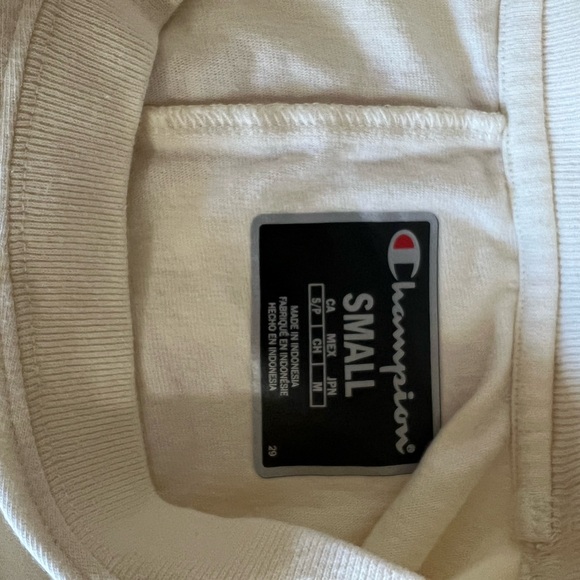 Champion®
SMALL
CA MEX JPN
S/P CH M
MADE IN INDONESIA
FABRIQUÉ EN INDONÉSIE
HECHO EN INDONESIA
29